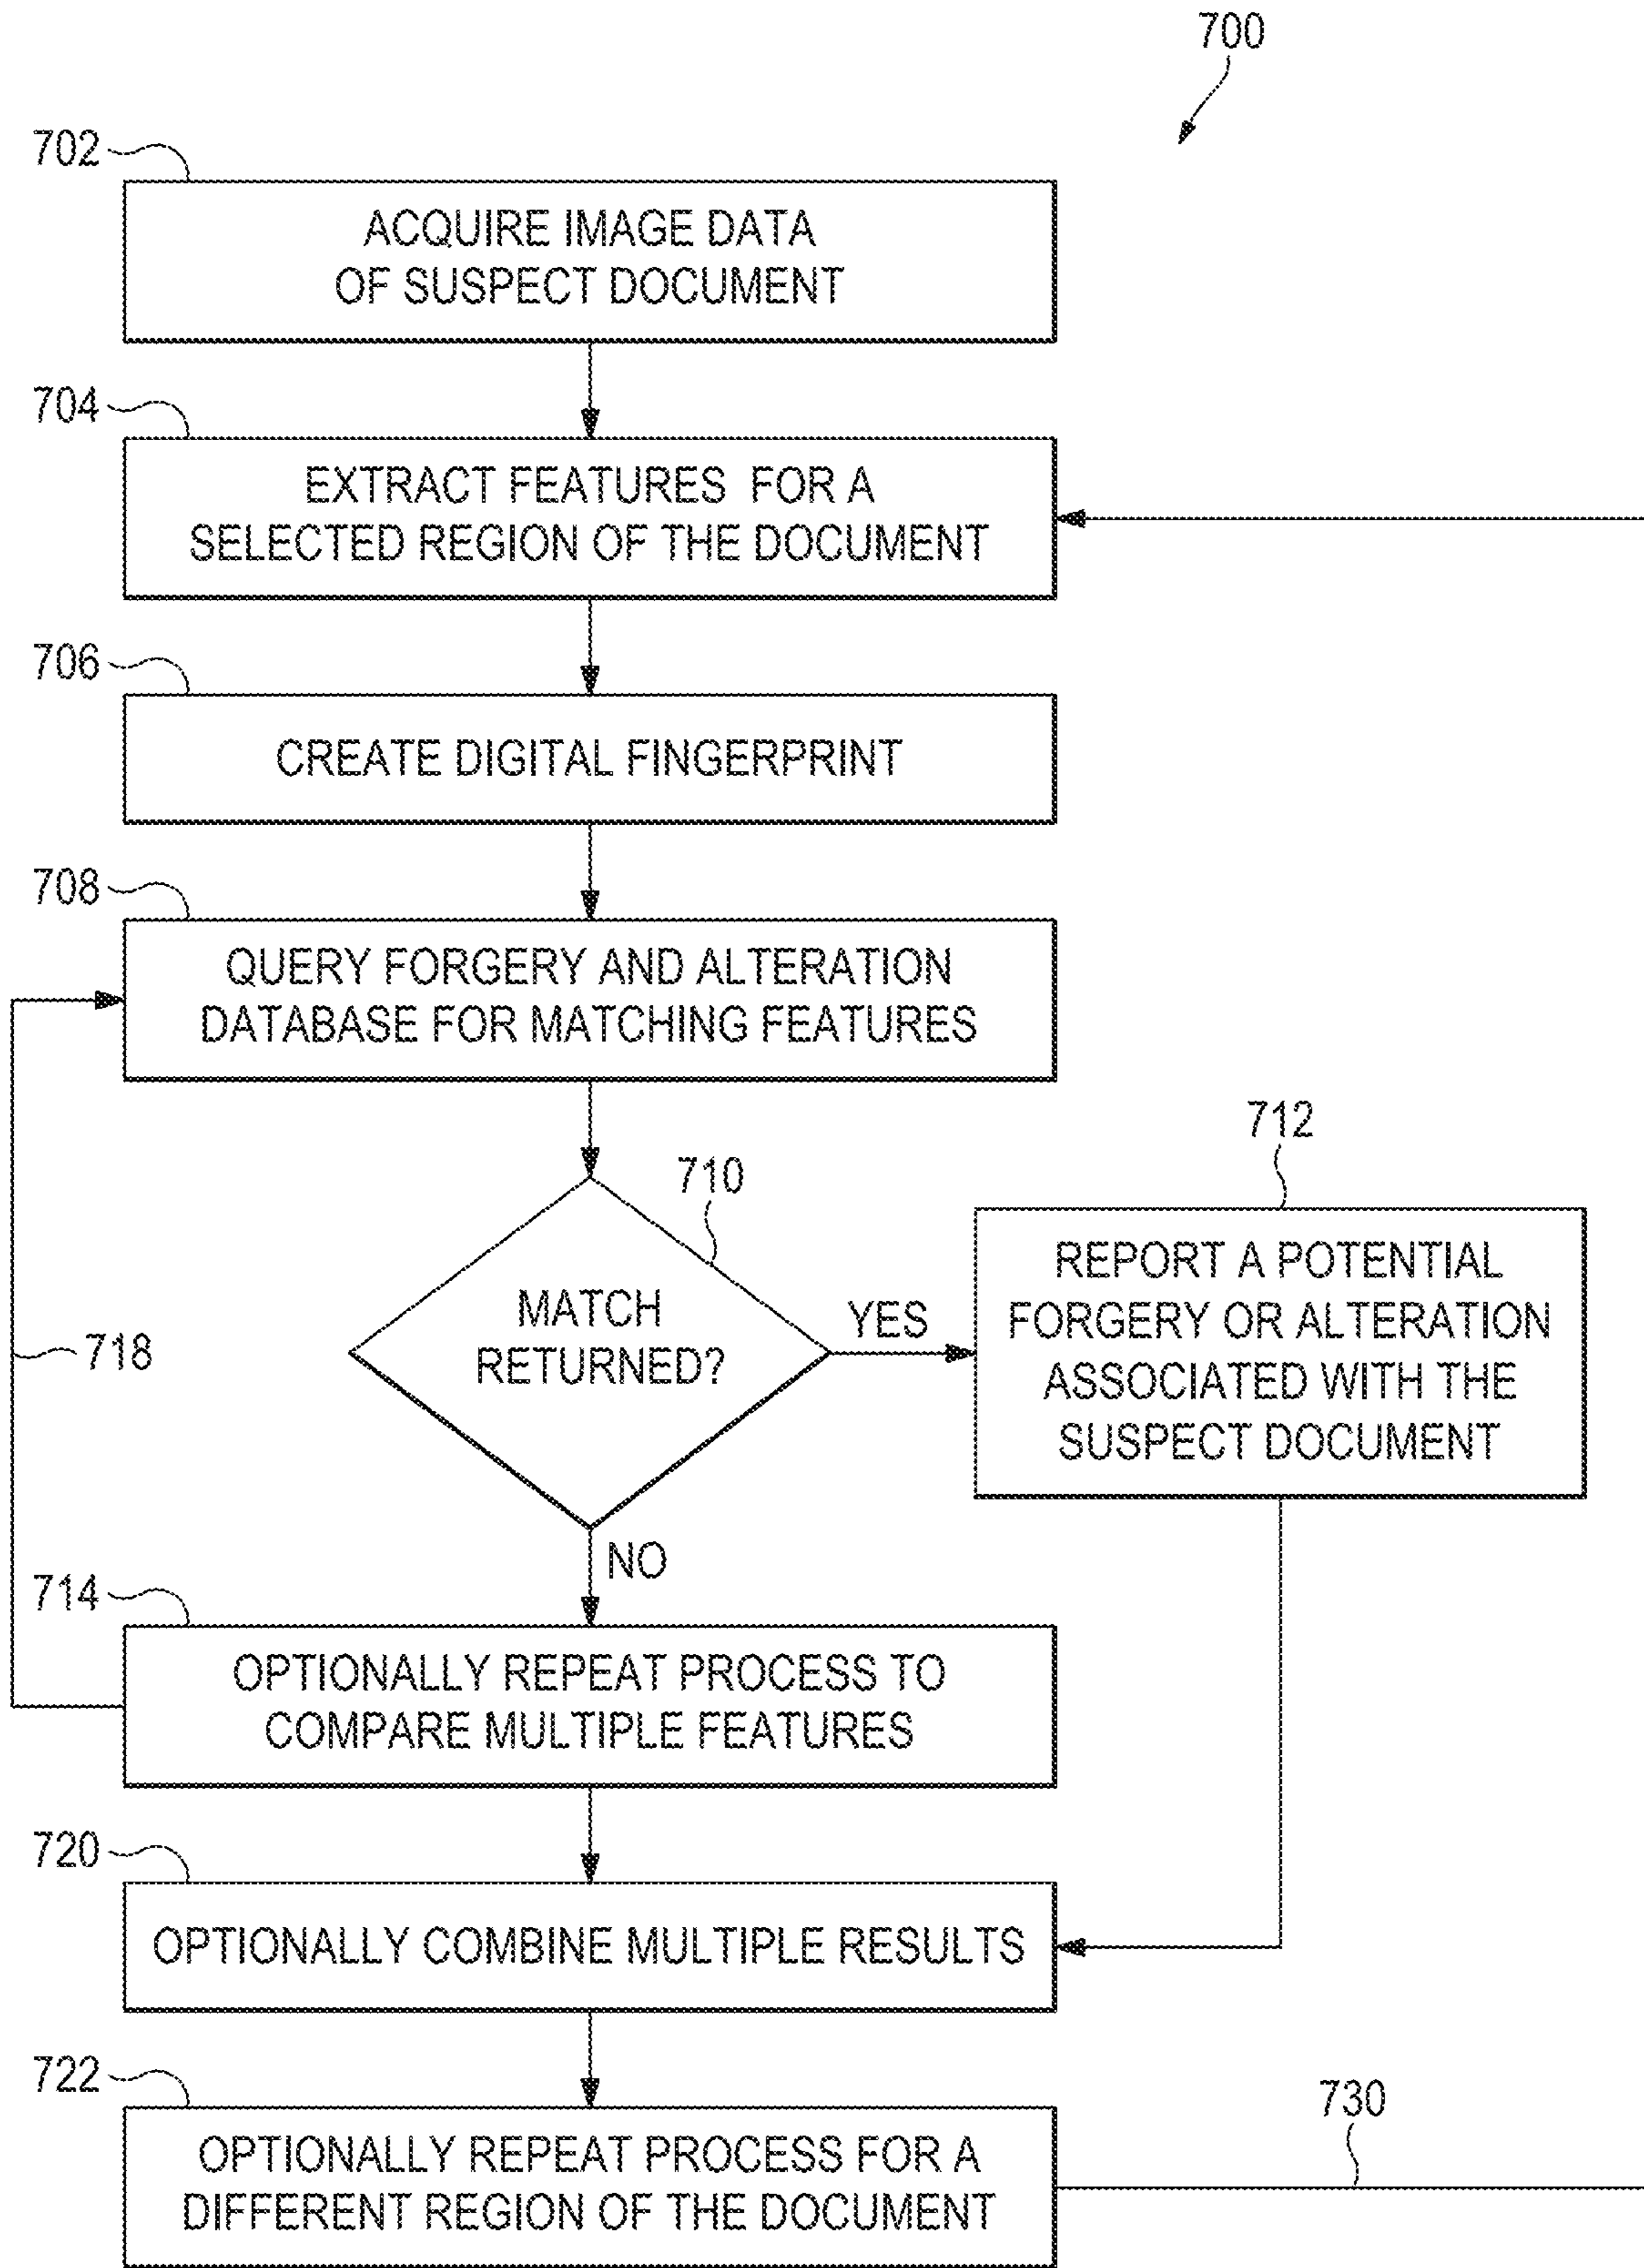 700
702
ACQUIRE IMAGE DATA
OF SUSPECT DOCUMENT
704
EXTRACT FEATURES FOR A
SELECTED REGION OF THE DOCUMENT
706
CREATE DIGITAL FINGERPRINT
708
QUERY FORGERY AND ALTERATION
DATABASE FOR MATCHING FEATURES
710
MATCH
RETURNED?
YES
712
REPORT A POTENTIAL
FORGERY OR ALTERATION
ASSOCIATED WITH THE
SUSPECT DOCUMENT
718
NO
714
OPTIONALLY REPEAT PROCESS TO
COMPARE MULTIPLE FEATURES
720
OPTIONALLY COMBINE MULTIPLE RESULTS
722
OPTIONALLY REPEAT PROCESS FOR A
DIFFERENT REGION OF THE DOCUMENT
730